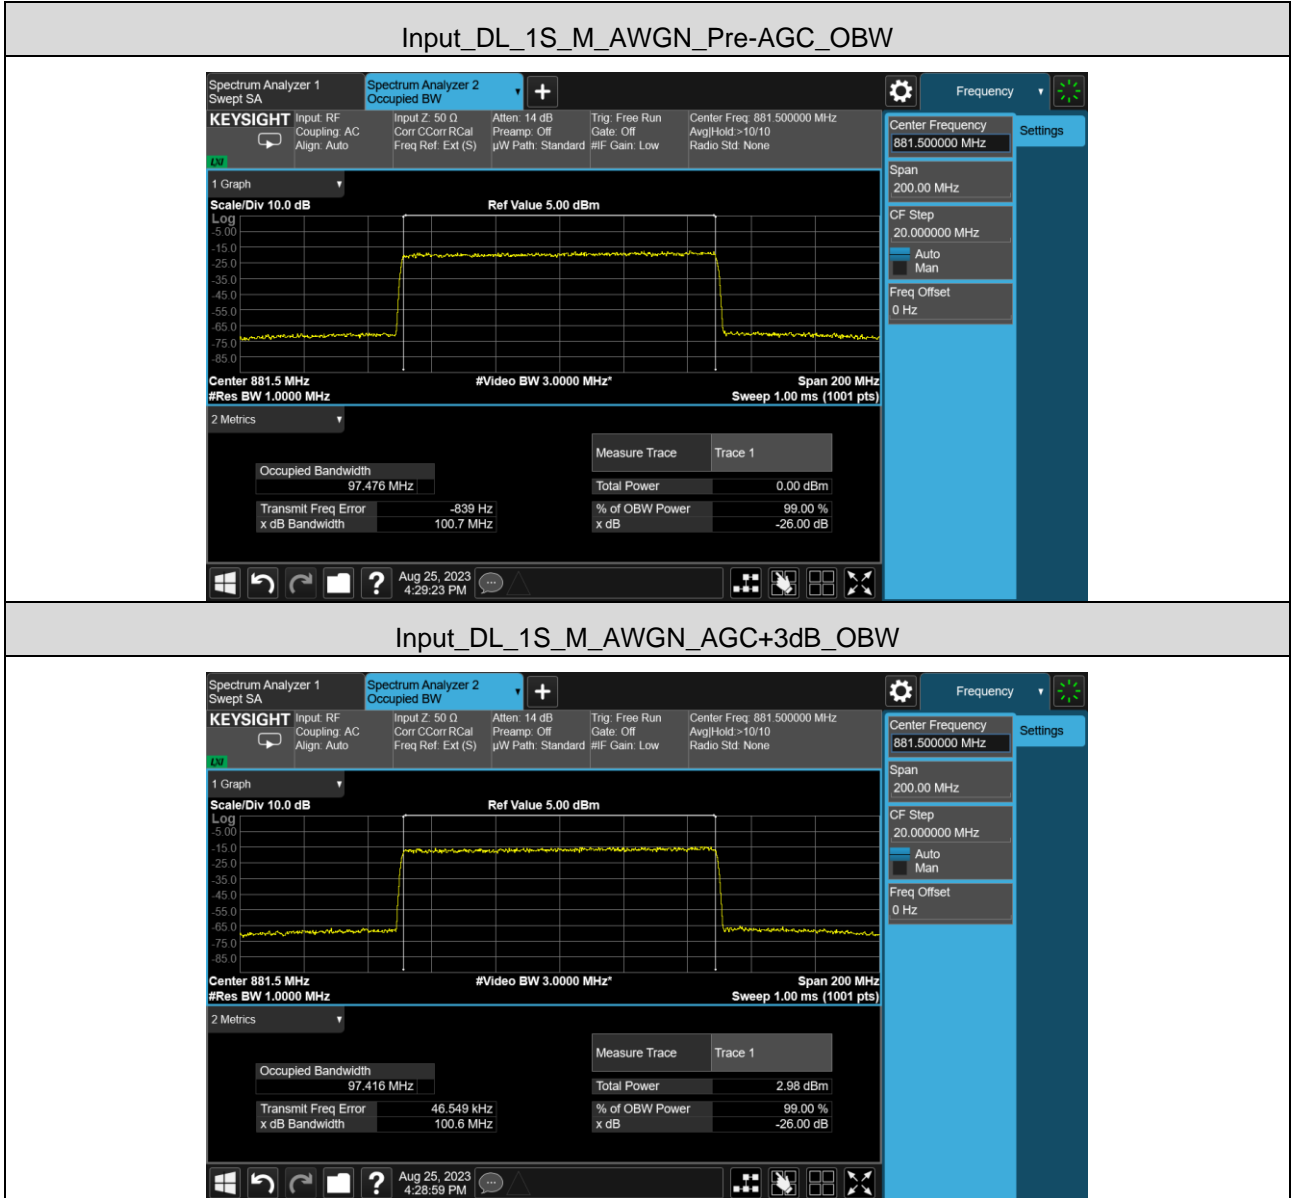 Input_DL_1S_M_AWGN_Pre-AGC_OBW
Spectrum Analyzer 1
Swept SA
Spectrum Analyzer 2
Occupied BW
Frequency
KEYSIGHT
Input: RF
Coupling: AC
Align: Auto
Input Z: 50 Ω
Corr CCorr RCal
Freq Ref: Ext (S)
Atten: 14 dB
Preamp: Off
µW Path: Standard
Trig: Free Run
Gate: Off
#IF Gain: Low
Center Freq: 881.500000 MHz
Avg|Hold:>10/10
Radio Std: None
LXI
Center Frequency
881.500000 MHz
Settings
Span
200.00 MHz
CF Step
20.000000 MHz
Auto
Man
Freq Offset
0 Hz
1 Graph
Scale/Div 10.0 dB
Ref Value 5.00 dBm
Log
-5.00
-15.0
-25.0
-35.0
-45.0
-55.0
-65.0
-75.0
-85.0
Center 881.5 MHz
#Video BW 3.0000 MHz*
Span 200 MHz
#Res BW 1.0000 MHz
Sweep 1.00 ms (1001 pts)
2 Metrics
Measure Trace
Trace 1
Occupied Bandwidth
97.476 MHz
Total Power
0.00 dBm
Transmit Freq Error
-839 Hz
% of OBW Power
99.00 %
x dB Bandwidth
100.7 MHz
x dB
-26.00 dB
?
Aug 25, 2023
4:29:23 PM
Input_DL_1S_M_AWGN_AGC+3dB_OBW
Spectrum Analyzer 1
Swept SA
Spectrum Analyzer 2
Occupied BW
Frequency
KEYSIGHT
Input: RF
Coupling: AC
Align: Auto
Input Z: 50 Ω
Corr CCorr RCal
Freq Ref: Ext (S)
Atten: 14 dB
Preamp: Off
µW Path: Standard
Trig: Free Run
Gate: Off
#IF Gain: Low
Center Freq: 881.500000 MHz
Avg|Hold:>10/10
Radio Std: None
LXI
Center Frequency
881.500000 MHz
Settings
Span
200.00 MHz
CF Step
20.000000 MHz
Auto
Man
Freq Offset
0 Hz
1 Graph
Scale/Div 10.0 dB
Ref Value 5.00 dBm
Log
-5.00
-15.0
-25.0
-35.0
-45.0
-55.0
-65.0
-75.0
-85.0
Center 881.5 MHz
#Video BW 3.0000 MHz*
Span 200 MHz
#Res BW 1.0000 MHz
Sweep 1.00 ms (1001 pts)
2 Metrics
Measure Trace
Trace 1
Occupied Bandwidth
97.416 MHz
Total Power
2.98 dBm
Transmit Freq Error
46.549 kHz
% of OBW Power
99.00 %
x dB Bandwidth
100.6 MHz
x dB
-26.00 dB
?
Aug 25, 2023
4:28:59 PM